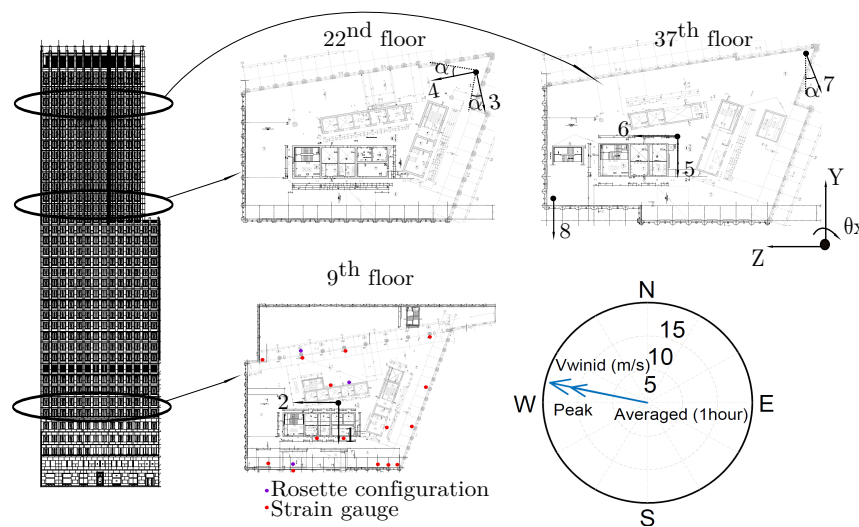 22nd floor
37th floor
α
4
α 3
α 7
6
5
8
Y
θx
Z
9th floor
2
1
Rosette configuration
Strain gauge
N
15
10
5
Vwinid (m/s)
W
E
Peak
Averaged (1hour)
S